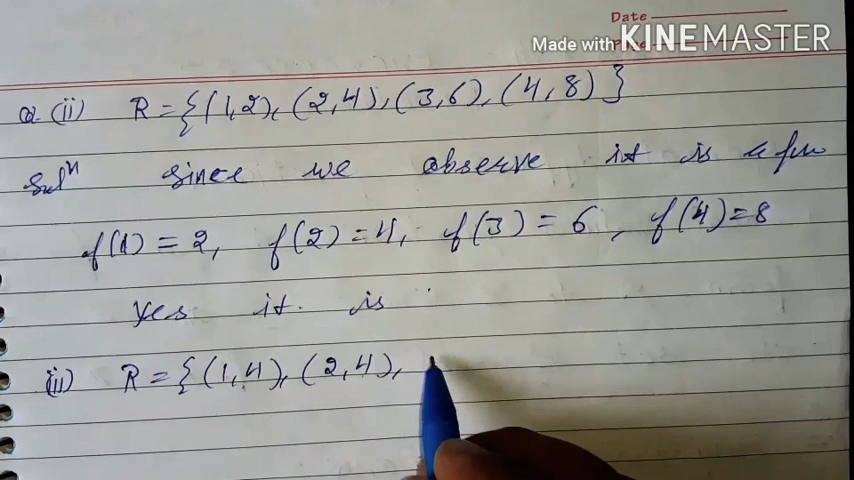 Date
Made with KINEMASTER
Q (ii) R = {(1,2), (2,4), (3,6), (4,8)}
Solⁿ since we observe it is a fun
f(1) = 2, f(2) = 4, f(3) = 6, f(4) = 8
Yes it is
(ii) R = {(1,4), (2,4),